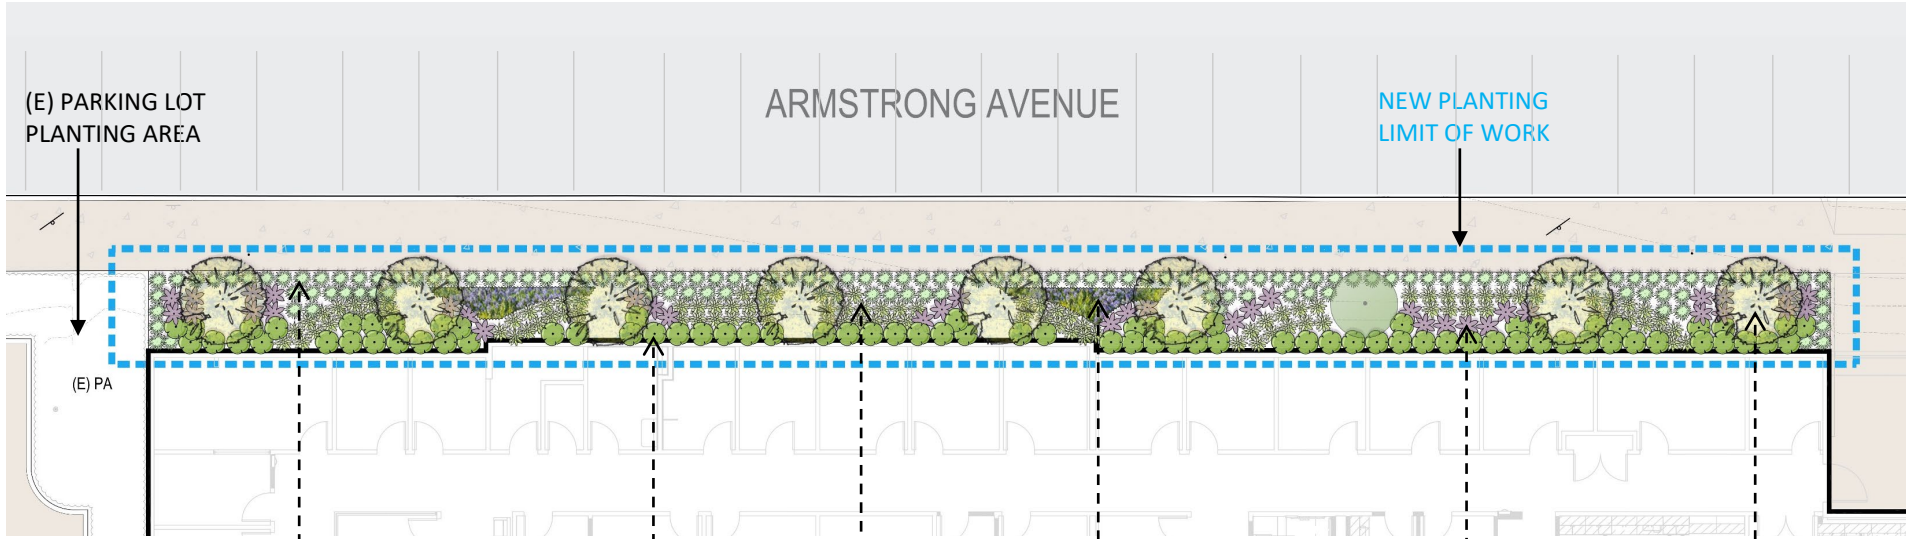 ARMSTRONG AVENUE
(E) PARKING LOT
PLANTING AREA
NEW PLANTING
LIMIT OF WORK
(E) PA